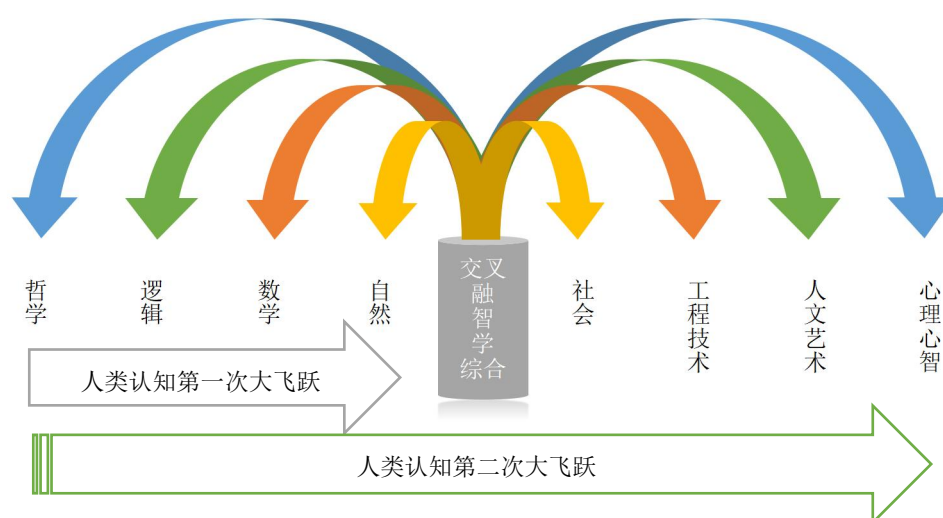 哲学
逻辑
数学
自然
交叉
融
智
学
综合
社会
工程技术
人文艺术
心理心智
人类认知第一次大飞跃
人类认知第二次大飞跃